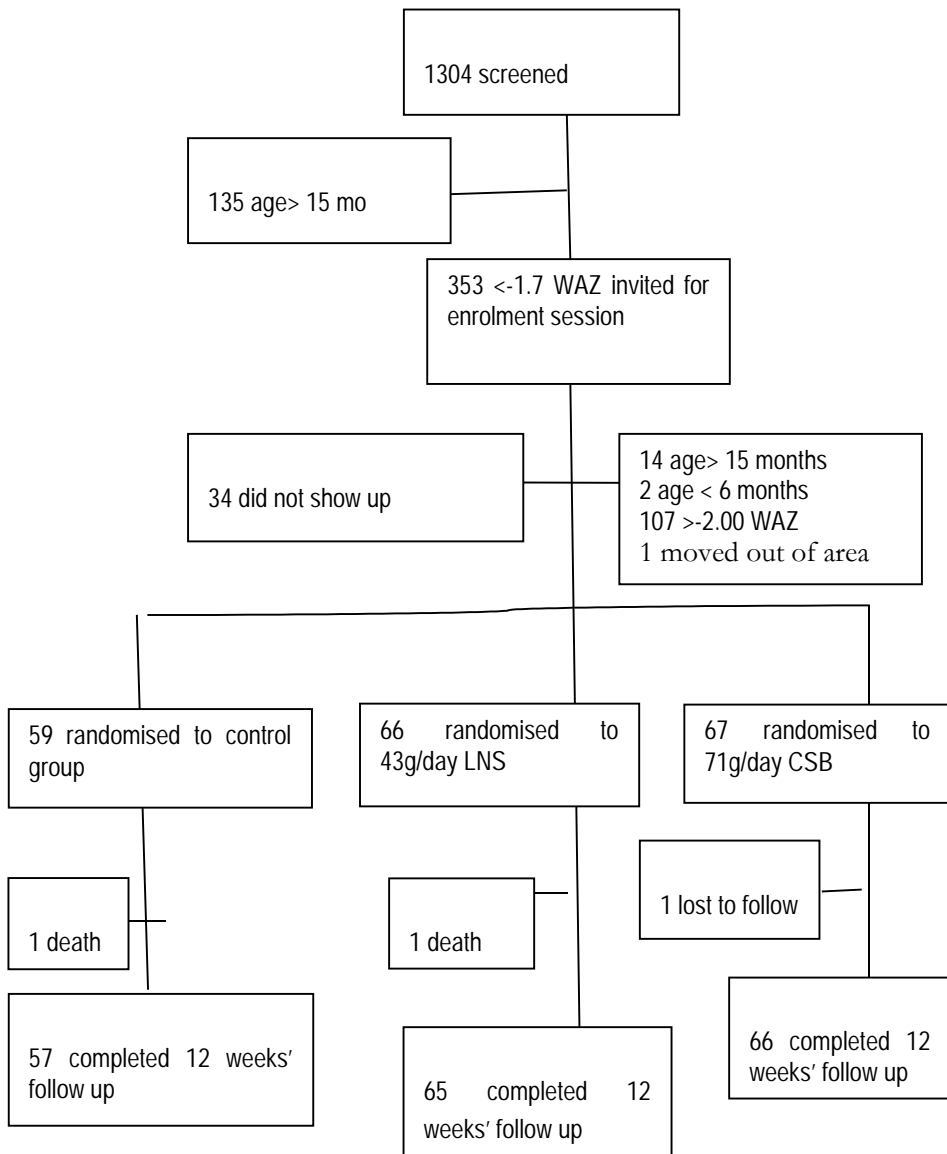 1304 screened
135 age> 15 mo
353 <-1.7 WAZ invited for
enrolment session
34 did not show up
14 age> 15 months
2 age < 6 months
107 >-2.00 WAZ
1 moved out of area
59 randomised to control
group
66 randomised to
43g/day LNS
67 randomised to
71g/day CSB
1 death
1 death
1 lost to follow
57 completed 12 weeks’
follow up
65 completed 12
weeks’ follow up
66 completed 12
weeks’ follow up